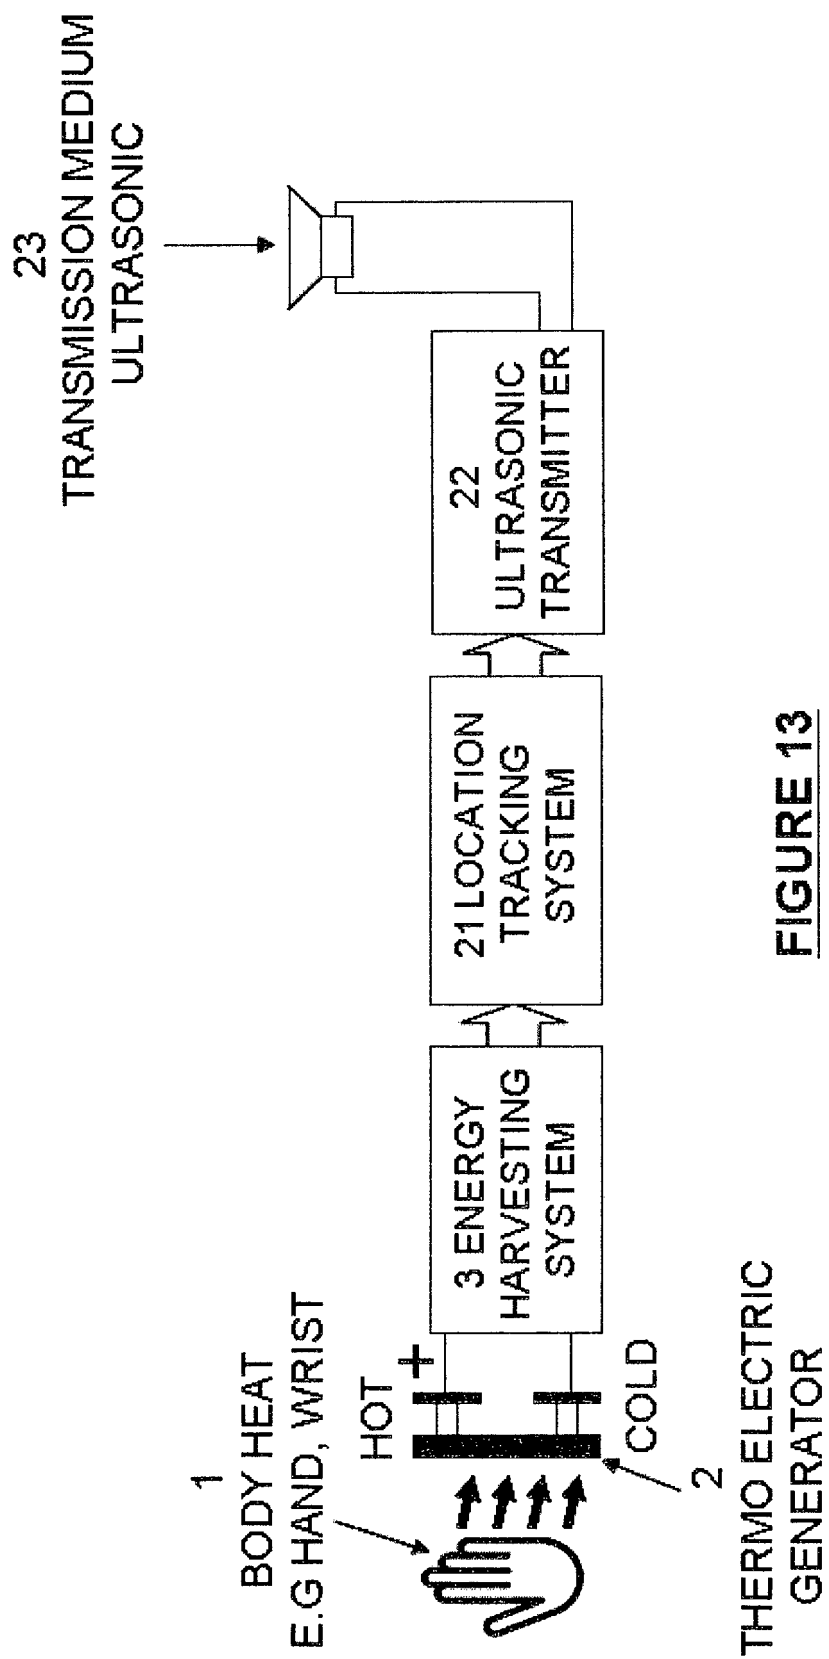 1
BODY HEAT
E.G HAND, WRIST
HOT
+
COLD
2
THERMO ELECTRIC
GENERATOR
3 ENERGY
HARVESTING
SYSTEM
21 LOCATION
TRACKING
SYSTEM
22
ULTRASONIC
TRANSMITTER
23
TRANSMISSION MEDIUM
ULTRASONIC
FIGURE 13